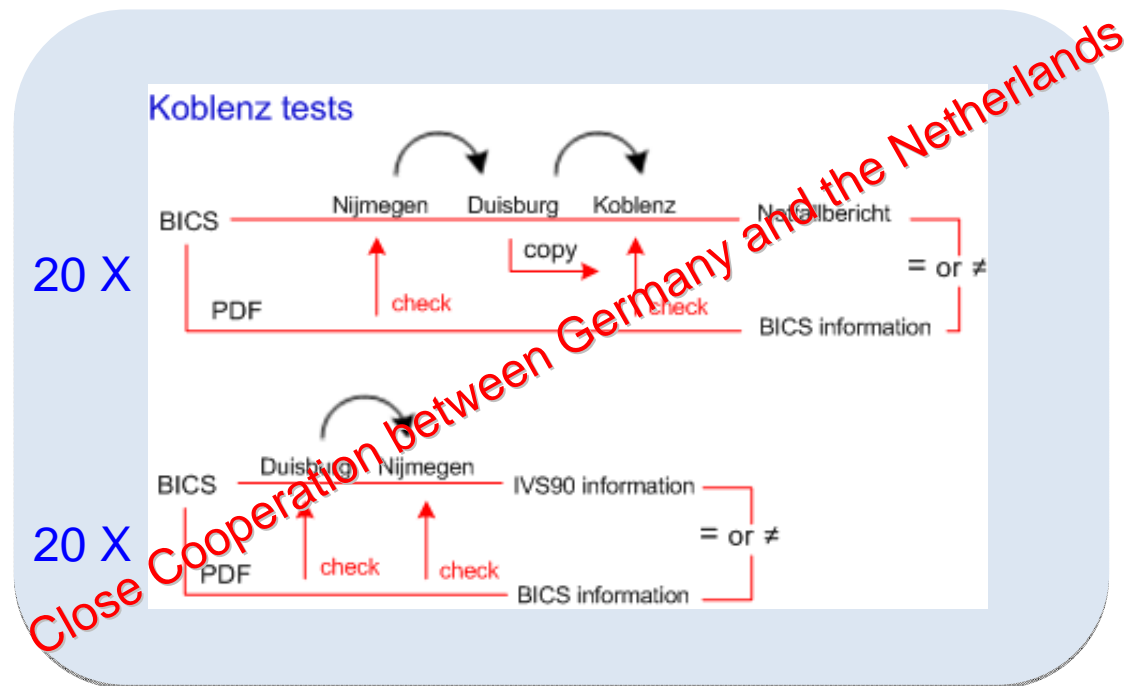 Koblenz tests
Nijmegen Duisburg Koblenz
BICS Notfallbericht
copy
20 X = or ≠
check check
PDF
BICS information
Duisburg Nijmegen
BICS IVS90 information
20 X = or ≠
check check
PDF
BICS information
Close Cooperation between Germany and the Netherlands